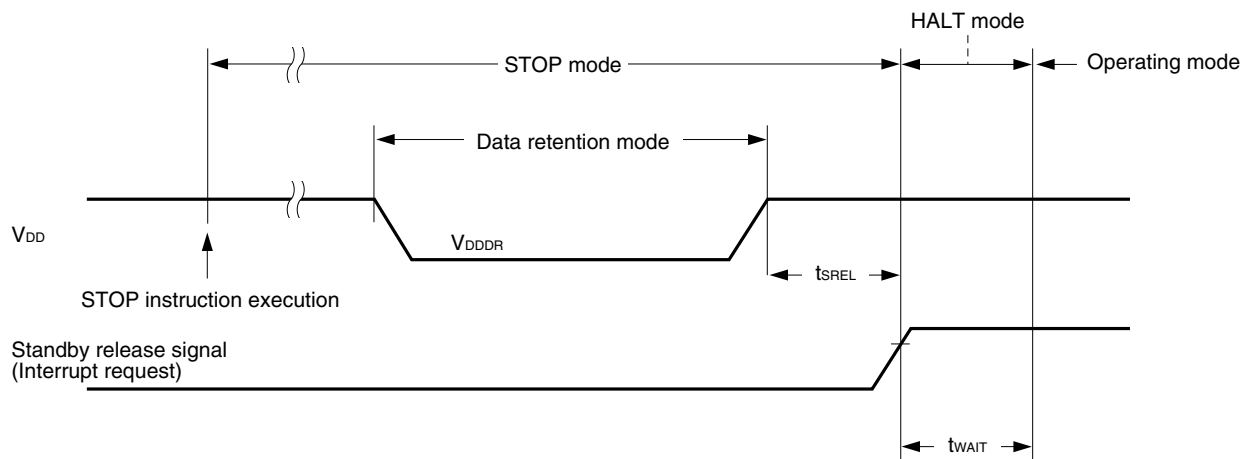 HALT mode
STOP mode
Operating mode
Data retention mode
VDD
VDDDR
tSREL
STOP instruction execution
Standby release signal
(Interrupt request)
tWAIT